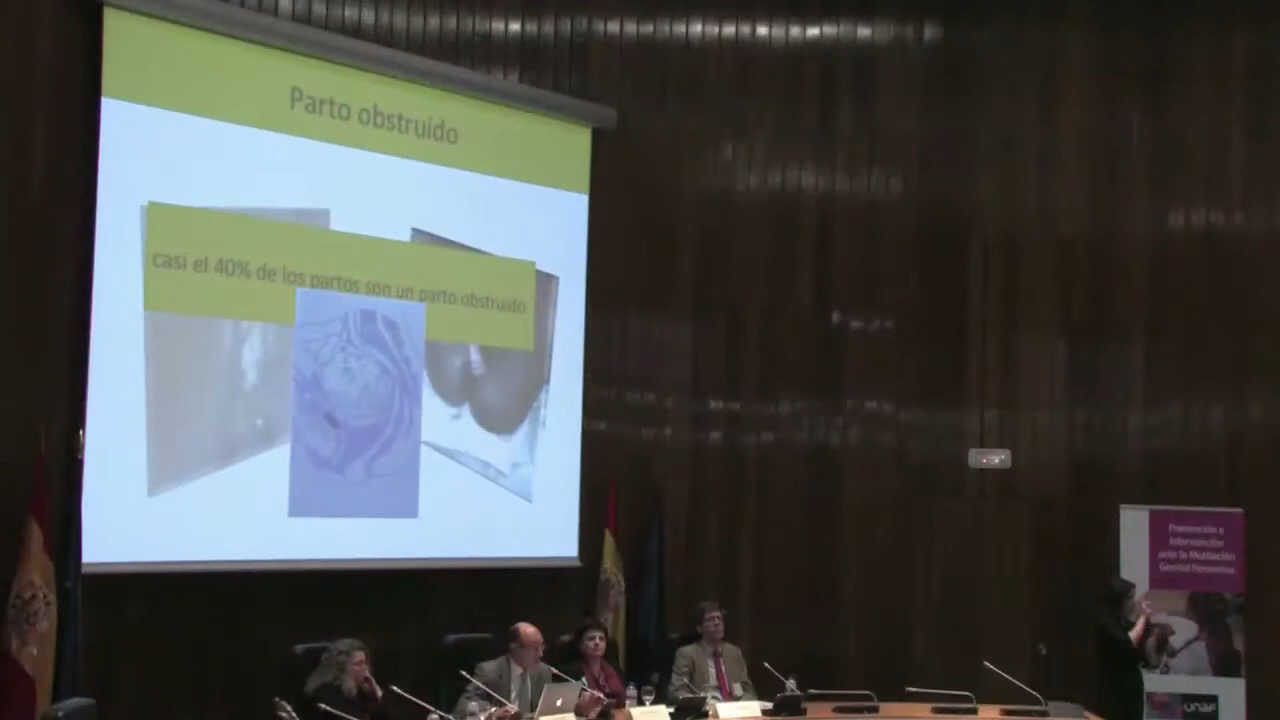 Parto obstruido
casi el 40% de los partos son un parto obstruido
Prevención e
Intervención
ante la Mutilación
Genital Femenina
unaf